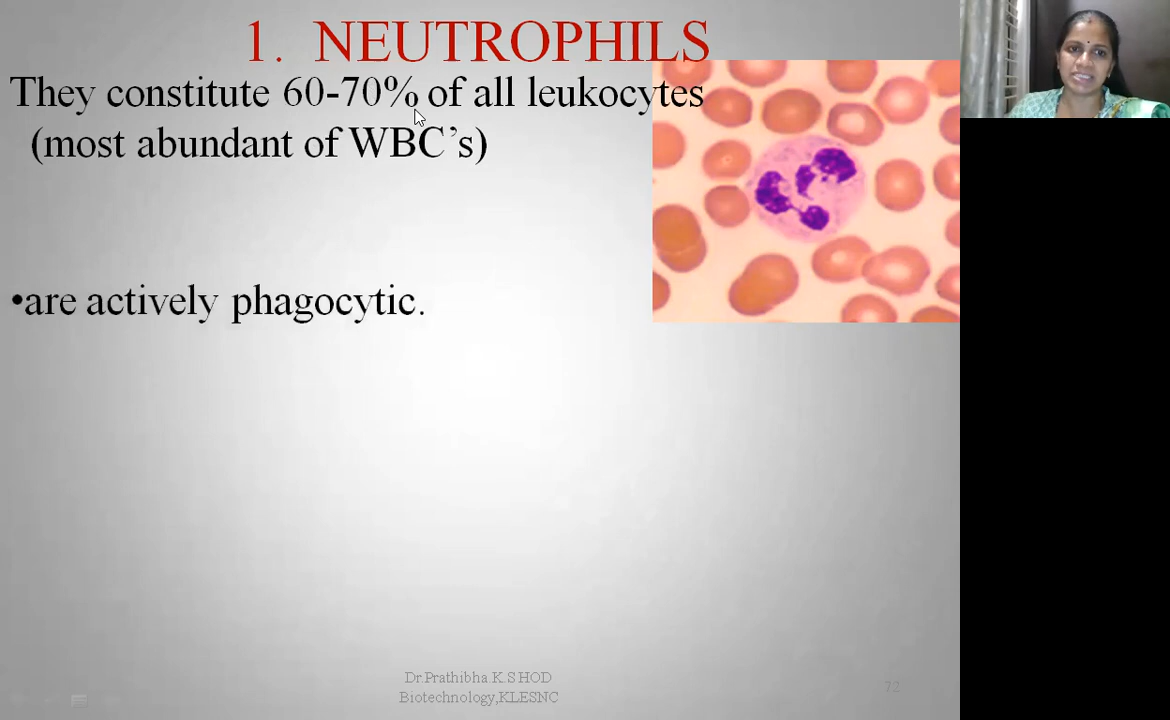 1. NEUTROPHILS
They constitute 60-70% of all leukocytes
(most abundant of WBC’s)
•are actively phagocytic.
Dr.Prathibha.K.S HOD
Biotechnology,KLESNC
72